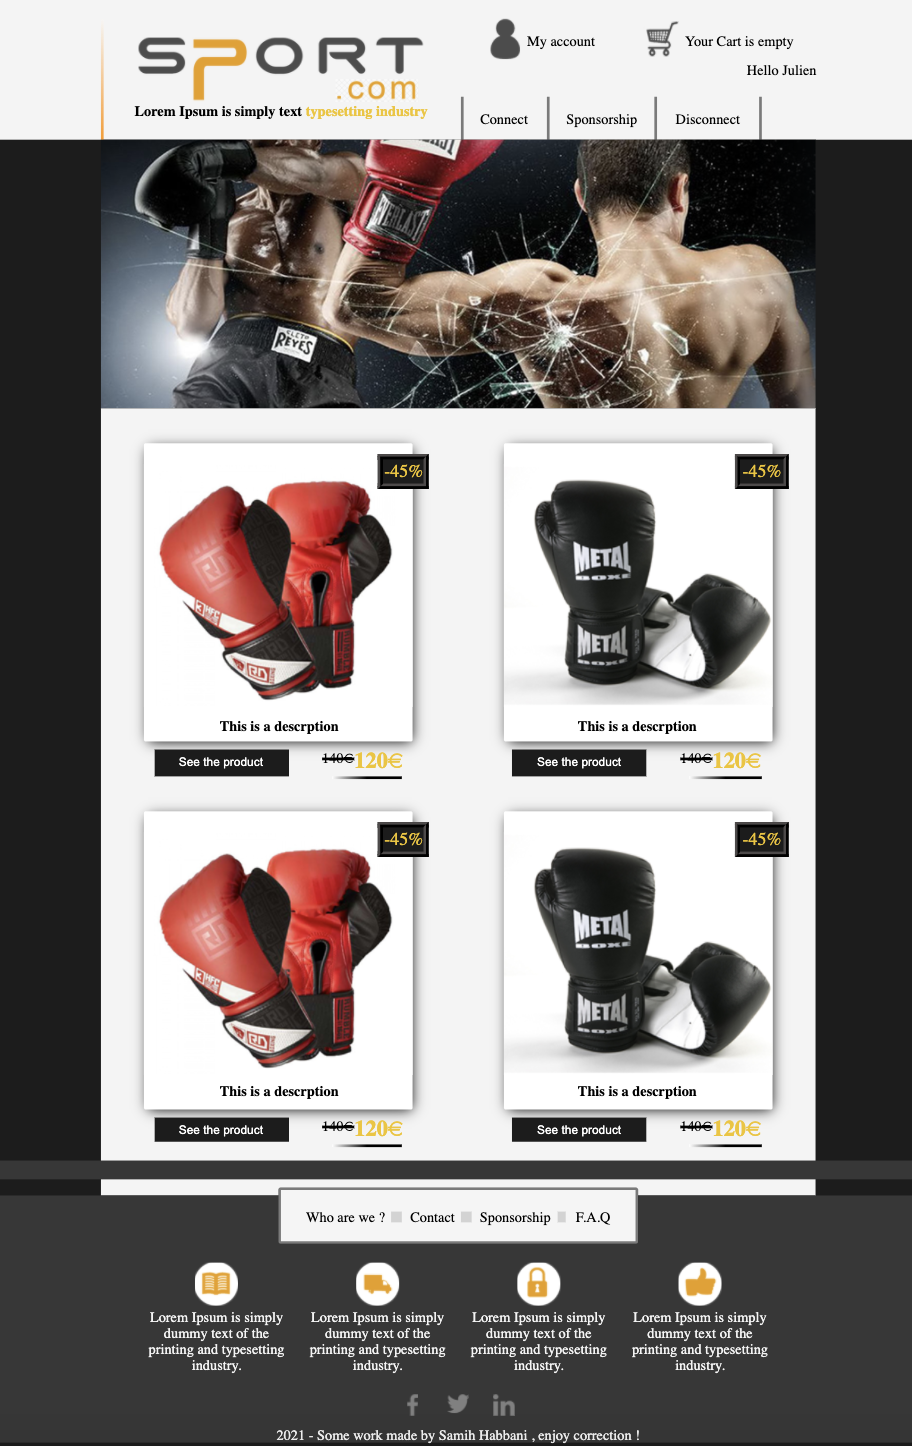 SPORT
.com
Lorem Ipsum is simply text typesetting industry
My account
Your Cart is empty
Hello Julien
Connect
Sponsorship
Disconnect
EVERLAST
CLETO
REYES
-45%
-45%
METAL
BOXE
METAL
BOXE
This is a descrption
This is a descrption
See the product
140€120€
See the product
140€120€
-45%
-45%
METAL
BOXE
METAL
BOXE
This is a descrption
This is a descrption
See the product
140€120€
See the product
140€120€
Who are we ?
Contact
Sponsorship
F.A.Q
Lorem Ipsum is simply
dummy text of the
printing and typesetting
industry.
Lorem Ipsum is simply
dummy text of the
printing and typesetting
industry.
Lorem Ipsum is simply
dummy text of the
printing and typesetting
industry.
Lorem Ipsum is simply
dummy text of the
printing and typesetting
industry.
2021 - Some work made by Samih Habbani , enjoy correction !